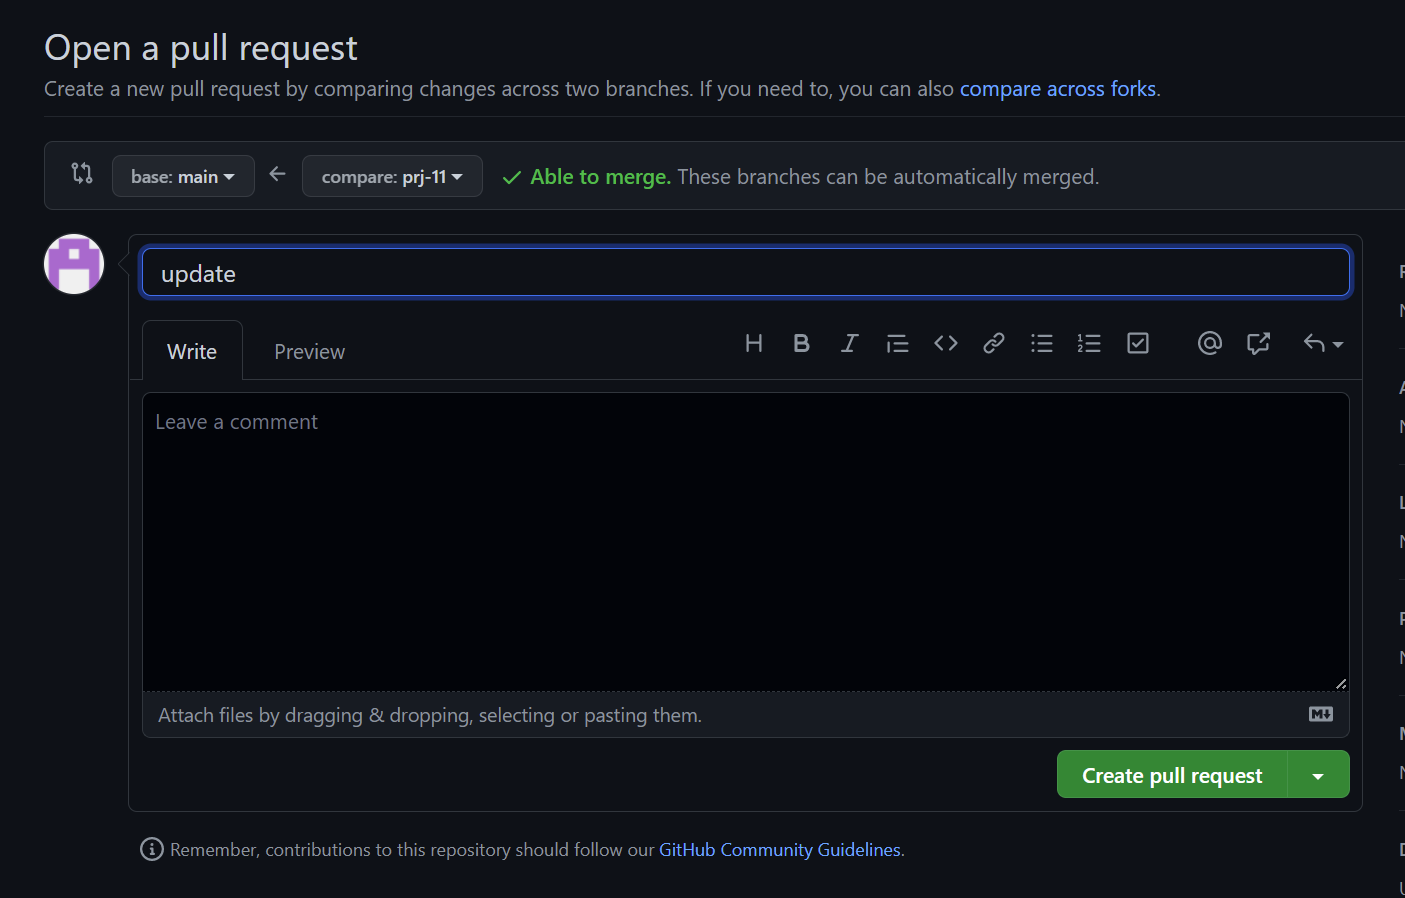 Open a pull request
Create a new pull request by comparing changes across two branches. If you need to, you can also compare across forks.
base: main
compare: prj-11
Able to merge. These branches can be automatically merged.
update
Write
Preview
Leave a comment
Attach files by dragging & dropping, selecting or pasting them.
Create pull request
Remember, contributions to this repository should follow our GitHub Community Guidelines.